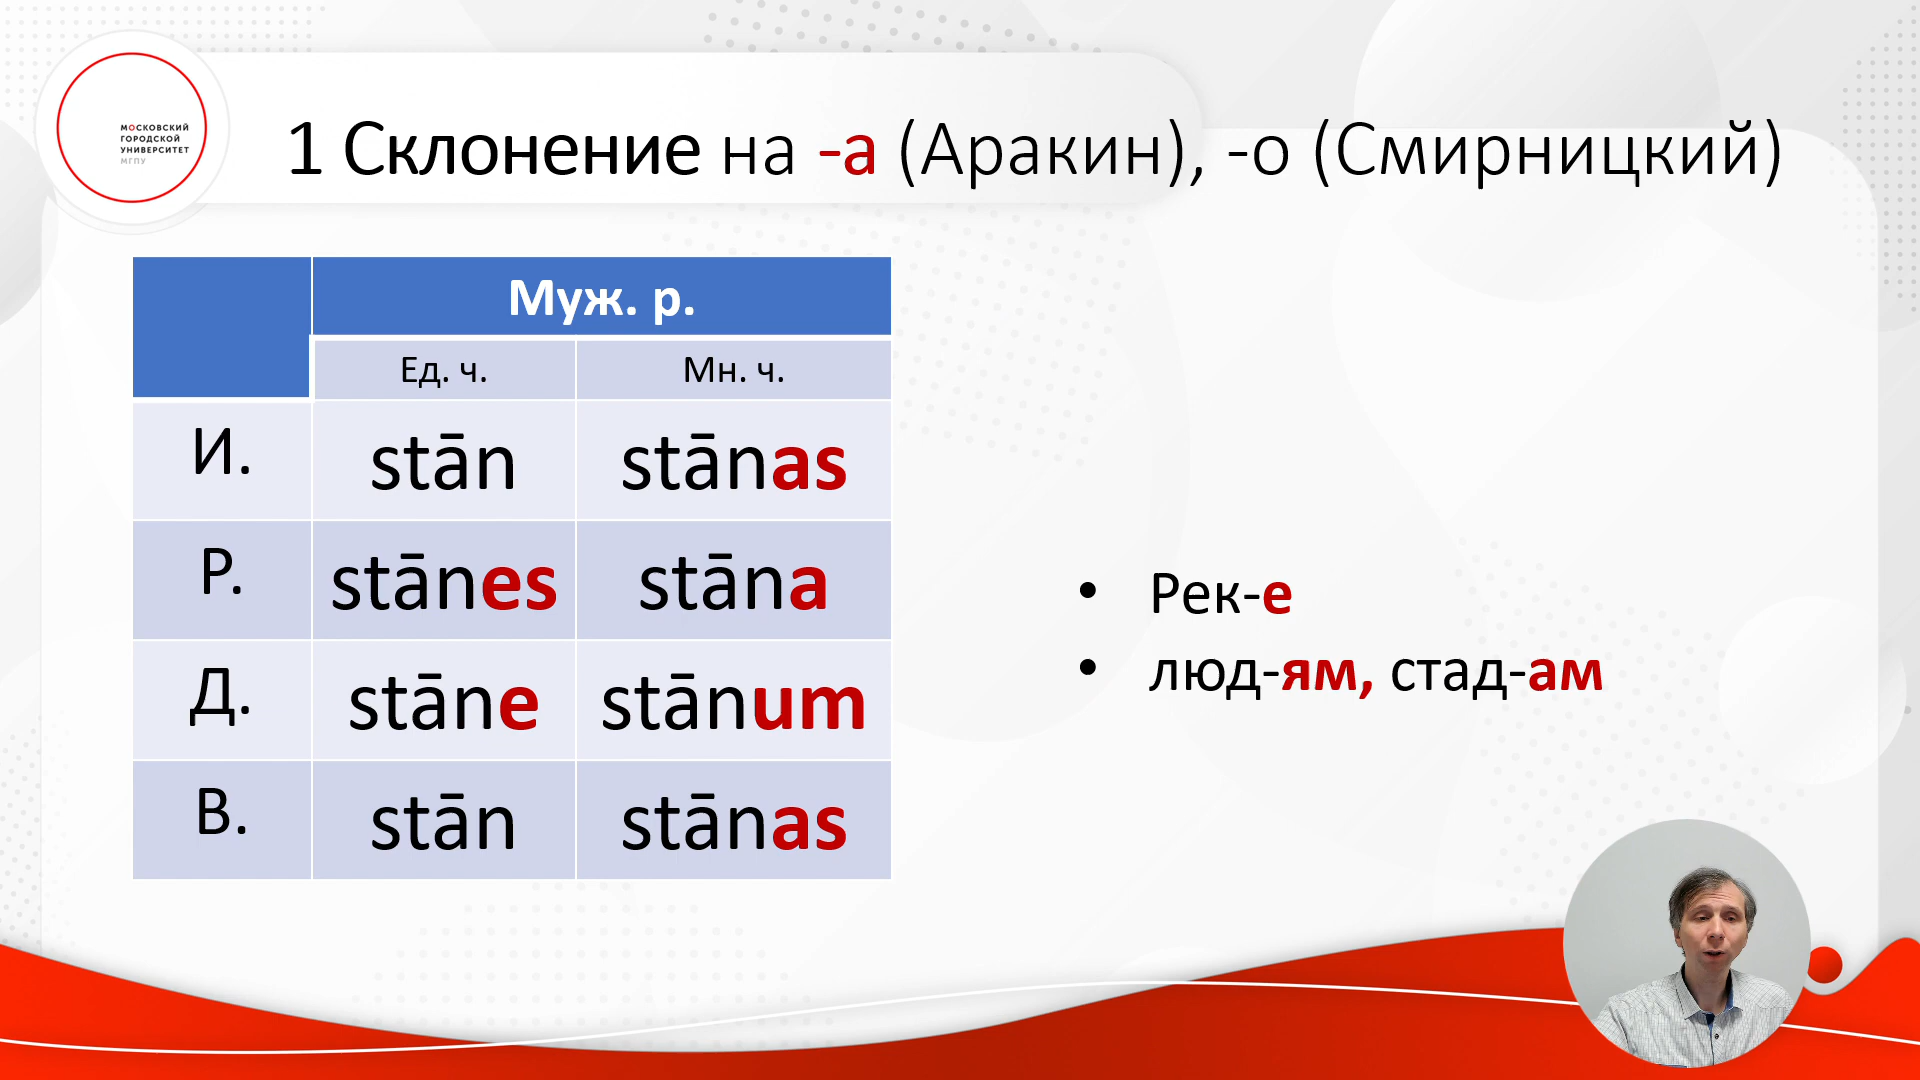 МОСКОВСКИЙ
ГОРОДСКОЙ
УНИВЕРСИТЕТ
МГПУ
1 Склонение на -a (Аракин), -o (Смирницкий)
Муж. р.
Ед. ч. Мн. ч.
И. stān stānas
Р. stānes stāna
Д. stāne stānum
В. stān stānas
• Рек-е
• люд-ям, стад-ам